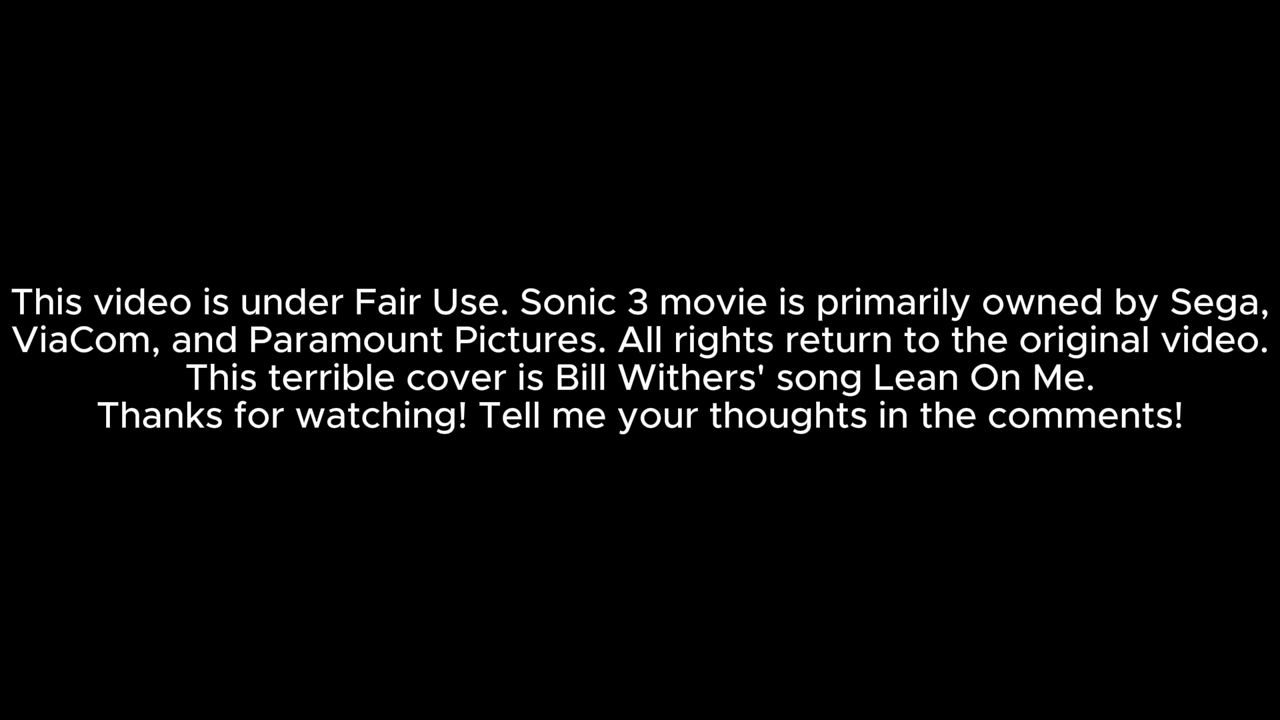 This video is under Fair Use. Sonic 3 movie is primarily owned by Sega,
ViaCom, and Paramount Pictures. All rights return to the original video.
This terrible cover is Bill Withers' song Lean On Me.
Thanks for watching! Tell me your thoughts in the comments!